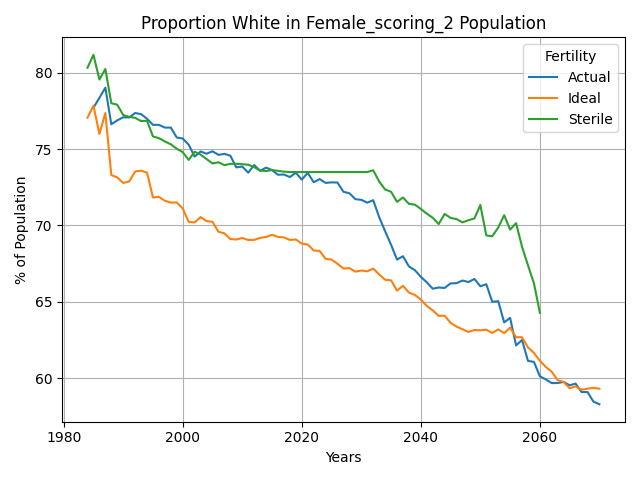 Proportion White in Female_scoring_2 Population
Fertility
Actual
Ideal
Sterile
% of Population
80
75
70
65
60
1980
2000
2020
2040
2060
Years